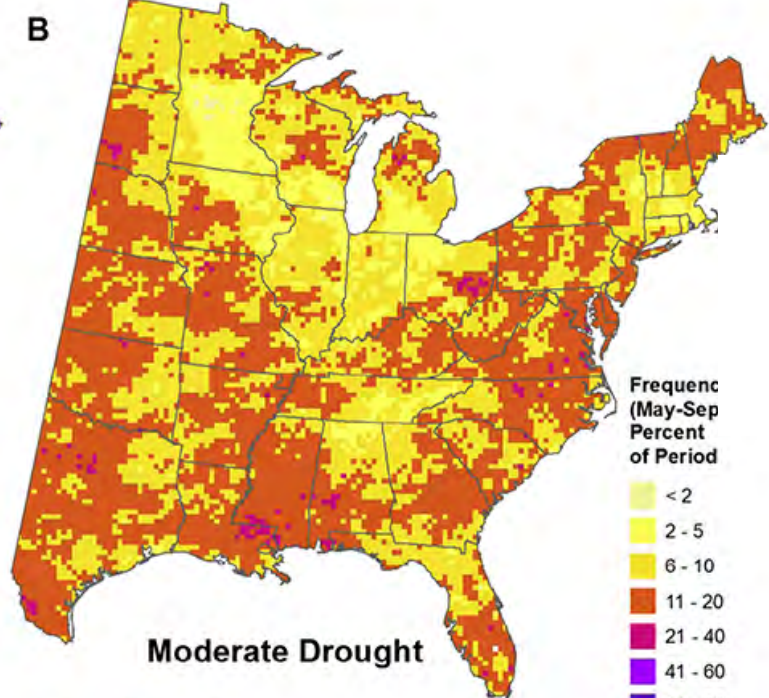 B
Frequenc
(May-Sep
Percent
of Period
< 2
2 - 5
6 - 10
11 - 20
21 - 40
41 - 60
Moderate Drought